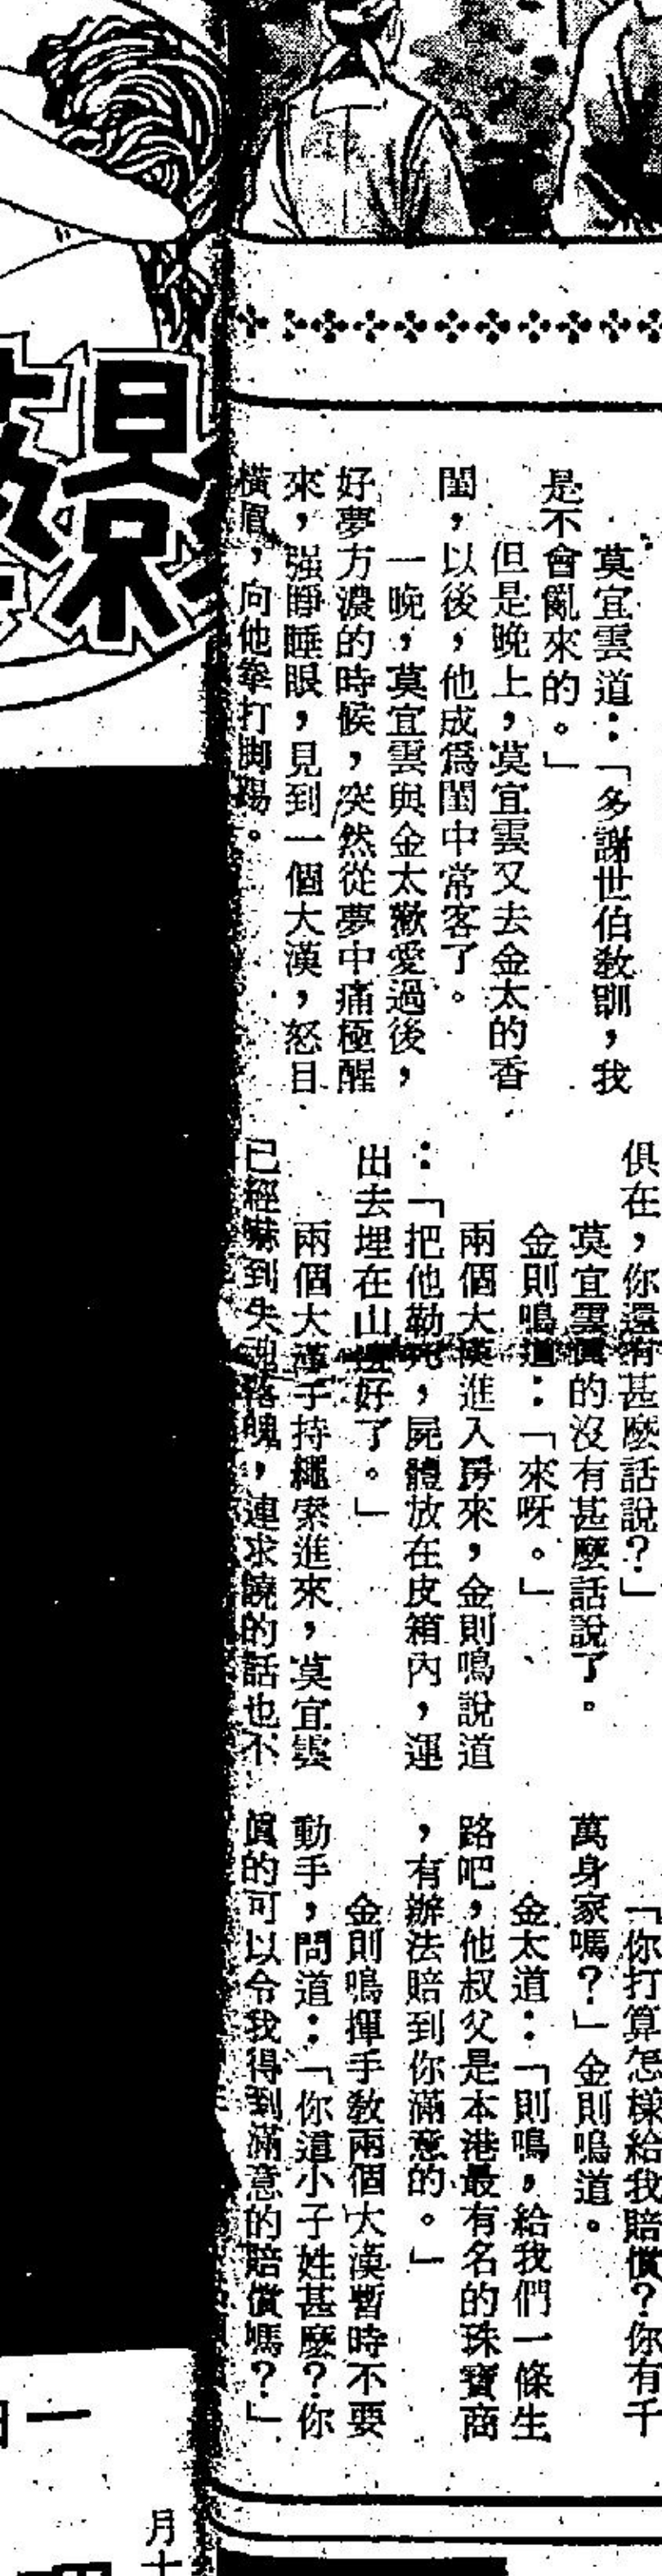 莫宜雲道：「多謝世伯敎訓，我
是不會亂來的。」
但是晚上，莫宜雲又去金太的香
閨，以後，他成爲閨中常客了。
一晚，莫宜雲與金太歡愛過後，
好夢方濃的時候，突然從夢中痛極醒
來，强睜睡眼，見到一個大漢，怒目
橫眉，向他拳打脚踢。
俱在，你還有甚麼話說？」
莫宜雲眞的沒有甚麼話說了。
金則鳴道：「來呀。」
兩個大漢進入房來，金則鳴說道
：「把他勒死，屍體放在皮箱內，運
出去埋在山邊好了。」
兩個大漢手持繩索進來，莫宜雲
已經嚇到失魂落魄，連求饒的話也不
「你打算怎樣給我賠償？你有千
萬身家嗎？」金則鳴道。
金太道：「則鳴，給我們一條生
路吧，他叔父是本港最有名的珠寶商
，有辦法賠到你滿意的。」
金則鳴揮手敎兩個大漢暫時不要
動手，問道：「你這小子姓甚麼？你
眞的可以令我得到滿意的賠償嗎？」
一
月十